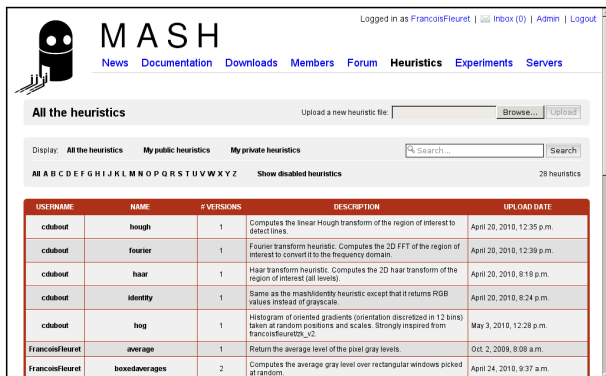 Logged in as FrancoisFleuret | Inbox (0) | Admin | Logout
MASH
News Documentation Downloads Members Forum Heuristics Experiments Servers
All the heuristics Upload a new heuristic file: Browse... Upload
Display: All the heuristics My public heuristics My private heuristics Search... Search
All A B C D E F G H I J K L M N O P Q R S T U V W X Y Z Show disabled heuristics 28 heuristics
USERNAME NAME # VERSIONS DESCRIPTION UPLOAD DATE
cdubout hough 1 Computes the linear Hough transform of the region of interest to detect lines. April 20, 2010, 12:35 p.m.
cdubout fourier 1 Fourier transform heuristic. Computes the 2D FFT of the region of interest to convert it to the frequency domain. April 20, 2010, 12:39 p.m.
cdubout haar 1 Haar transform heuristic. Computes the 2D haar transform of the region of interest (all levels). April 20, 2010, 8:18 p.m.
cdubout identity 1 Same as the mash/identity heuristic except that it returns RGB values instead of grayscale. April 20, 2010, 8:24 p.m.
cdubout hog 1 Histogram of oriented gradients (orientation discretized in 12 bins) taken at random positions and scales. Strongly inspired from francoisfleuret/zk_v2. May 3, 2010, 12:28 p.m.
FrancoisFleuret average 1 Return the average level of the pixel gray levels. Oct. 2, 2009, 8:08 a.m.
FrancoisFleuret boxedaverages 2 Computes the average gray level over rectangular windows picked at random. April 24, 2010, 9:37 a.m.